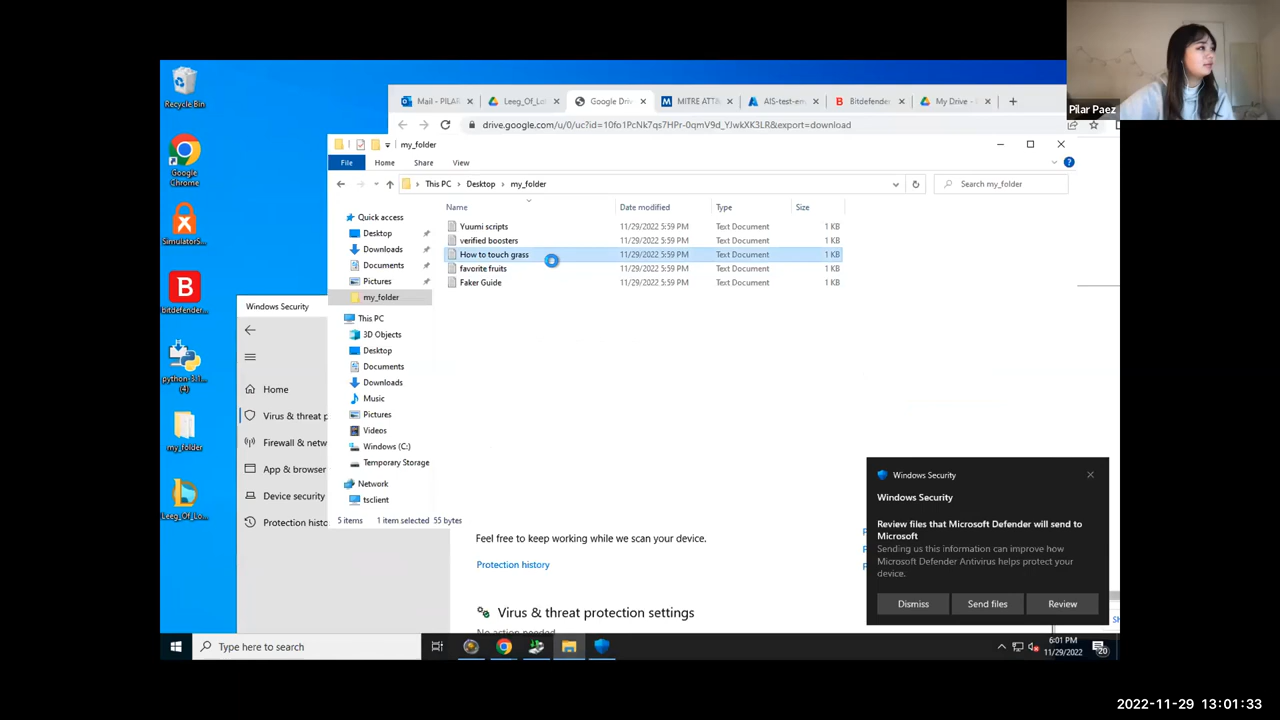 Recycle Bin
Google
Chrome
SimulatorS...
bitdefender...
python-3.1...
(4)
my_folder
Leeg_Of_Lo...
Mail - PILAR
Leeg_Of_Lo
Google Driv
MITRE ATT&
AIS-test-em
Bitdefender
My Drive -
drive.google.com/u/0/uc?id=10fo1PcNk7qs7HPr-0qmV9d_YJwkXK3LR&export=download
my_folder
File
Home
Share
View
This PC
Desktop
my_folder
Search my_folder
Name
Date modified
Type
Size
Yuumi scripts 11/29/2022 5:59 PM Text Document 1 KB
verified boosters 11/29/2022 5:59 PM Text Document 1 KB
How to touch grass 11/29/2022 5:59 PM Text Document 1 KB
favorite fruits 11/29/2022 5:59 PM Text Document 1 KB
Faker Guide 11/29/2022 5:59 PM Text Document 1 KB
Quick access
Desktop
Downloads
Documents
Pictures
my_folder
This PC
3D Objects
Desktop
Documents
Downloads
Music
Pictures
Videos
Windows (C:)
Temporary Storage
Network
tsclient
5 items 1 item selected 55 bytes
Windows Security
Home
Virus & threat p
Firewall & netw
App & browser
Device security
Protection histo
Feel free to keep working while we scan your device.
Protection history
Virus & threat protection settings
No action needed
Windows Security
Windows Security
Review files that Microsoft Defender will send to
Microsoft
Sending us this information can improve how
Microsoft Defender Antivirus helps protect your
device.
Dismiss
Send files
Review
Type here to search
6:01 PM
11/29/2022
20
Pilar Paez
2022-11-29 13:01:33